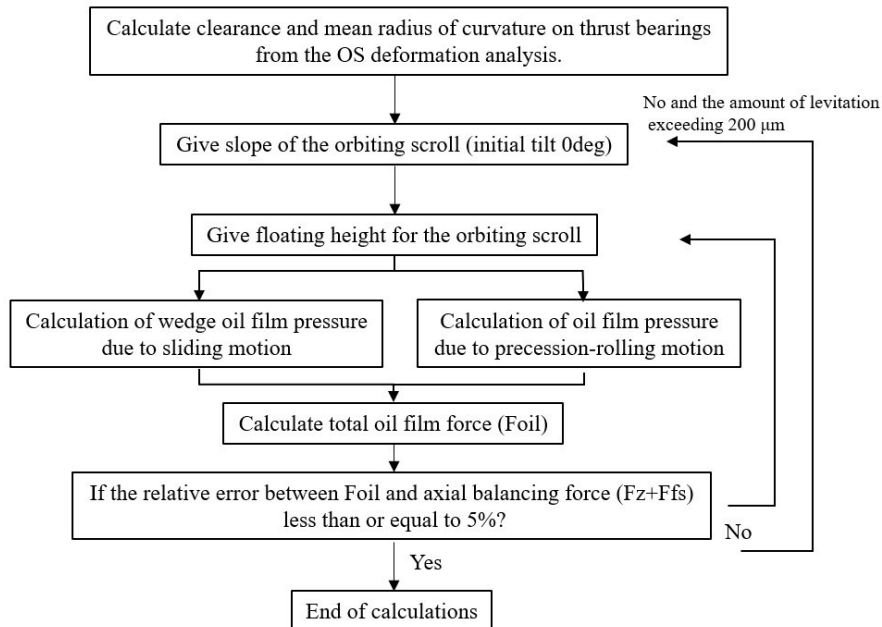 Calculate clearance and mean radius of curvature on thrust bearings
from the OS deformation analysis.
No and the amount of levitation
exceeding 200 μm
Give slope of the orbiting scroll (initial tilt 0deg)
Give floating height for the orbiting scroll
Calculation of wedge oil film pressure
due to sliding motion
Calculation of oil film pressure
due to precession-rolling motion
Calculate total oil film force (Foil)
If the relative error between Foil and axial balancing force (Fz+Ffs)
less than or equal to 5%?
No
Yes
End of calculations